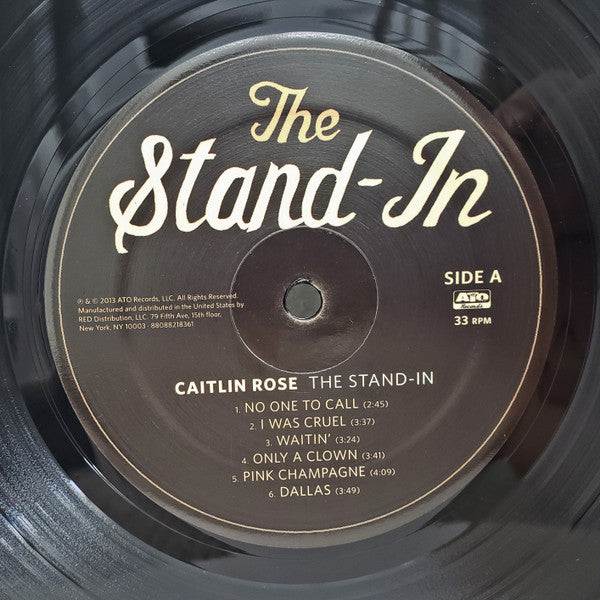 The
Stand-In
℗ & © 2013 ATO Records, LLC. All Rights Reserved.
Manufactured and distributed in the United States by
RED Distribution, LLC. 79 Fifth Ave, 15th floor,
New York, NY 10003 · 88088218361
SIDE A
ATO
Records
33 RPM
CAITLIN ROSE THE STAND-IN
1. NO ONE TO CALL (2:45)
2. I WAS CRUEL (3:37)
3. WAITIN' (3:24)
4. ONLY A CLOWN (3:41)
5. PINK CHAMPAGNE (4:09)
6. DALLAS (3:49)